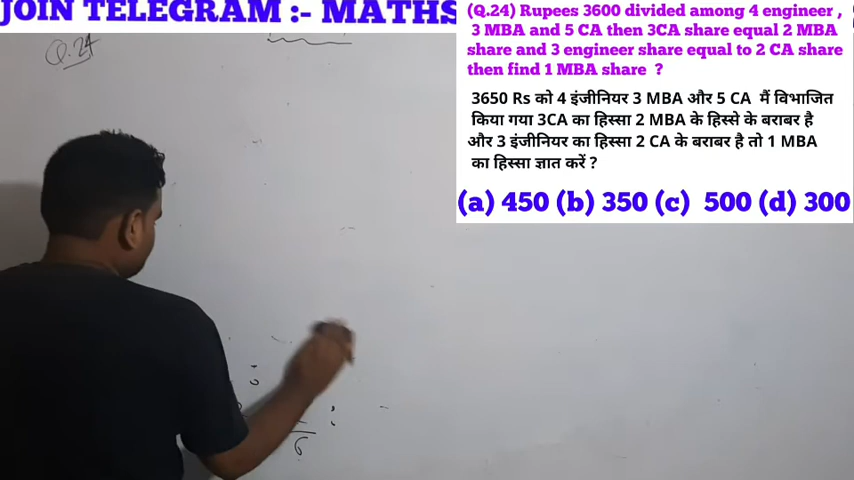 JOIN TELEGRAM :- MATHS
(Q.24) Rupees 3600 divided among 4 engineer ,
3 MBA and 5 CA then 3CA share equal 2 MBA
share and 3 engineer share equal to 2 CA share
then find 1 MBA share ?
3650 Rs को 4 इंजीनियर 3 MBA और 5 CA मैं विभाजित
किया गया 3CA का हिस्सा 2 MBA के हिस्से के बराबर है
और 3 इंजीनियर का हिस्सा 2 CA के बराबर है तो 1 MBA
का हिस्सा ज्ञात करें ?
(a) 450 (b) 350 (c) 500 (d) 300
Q.24
6